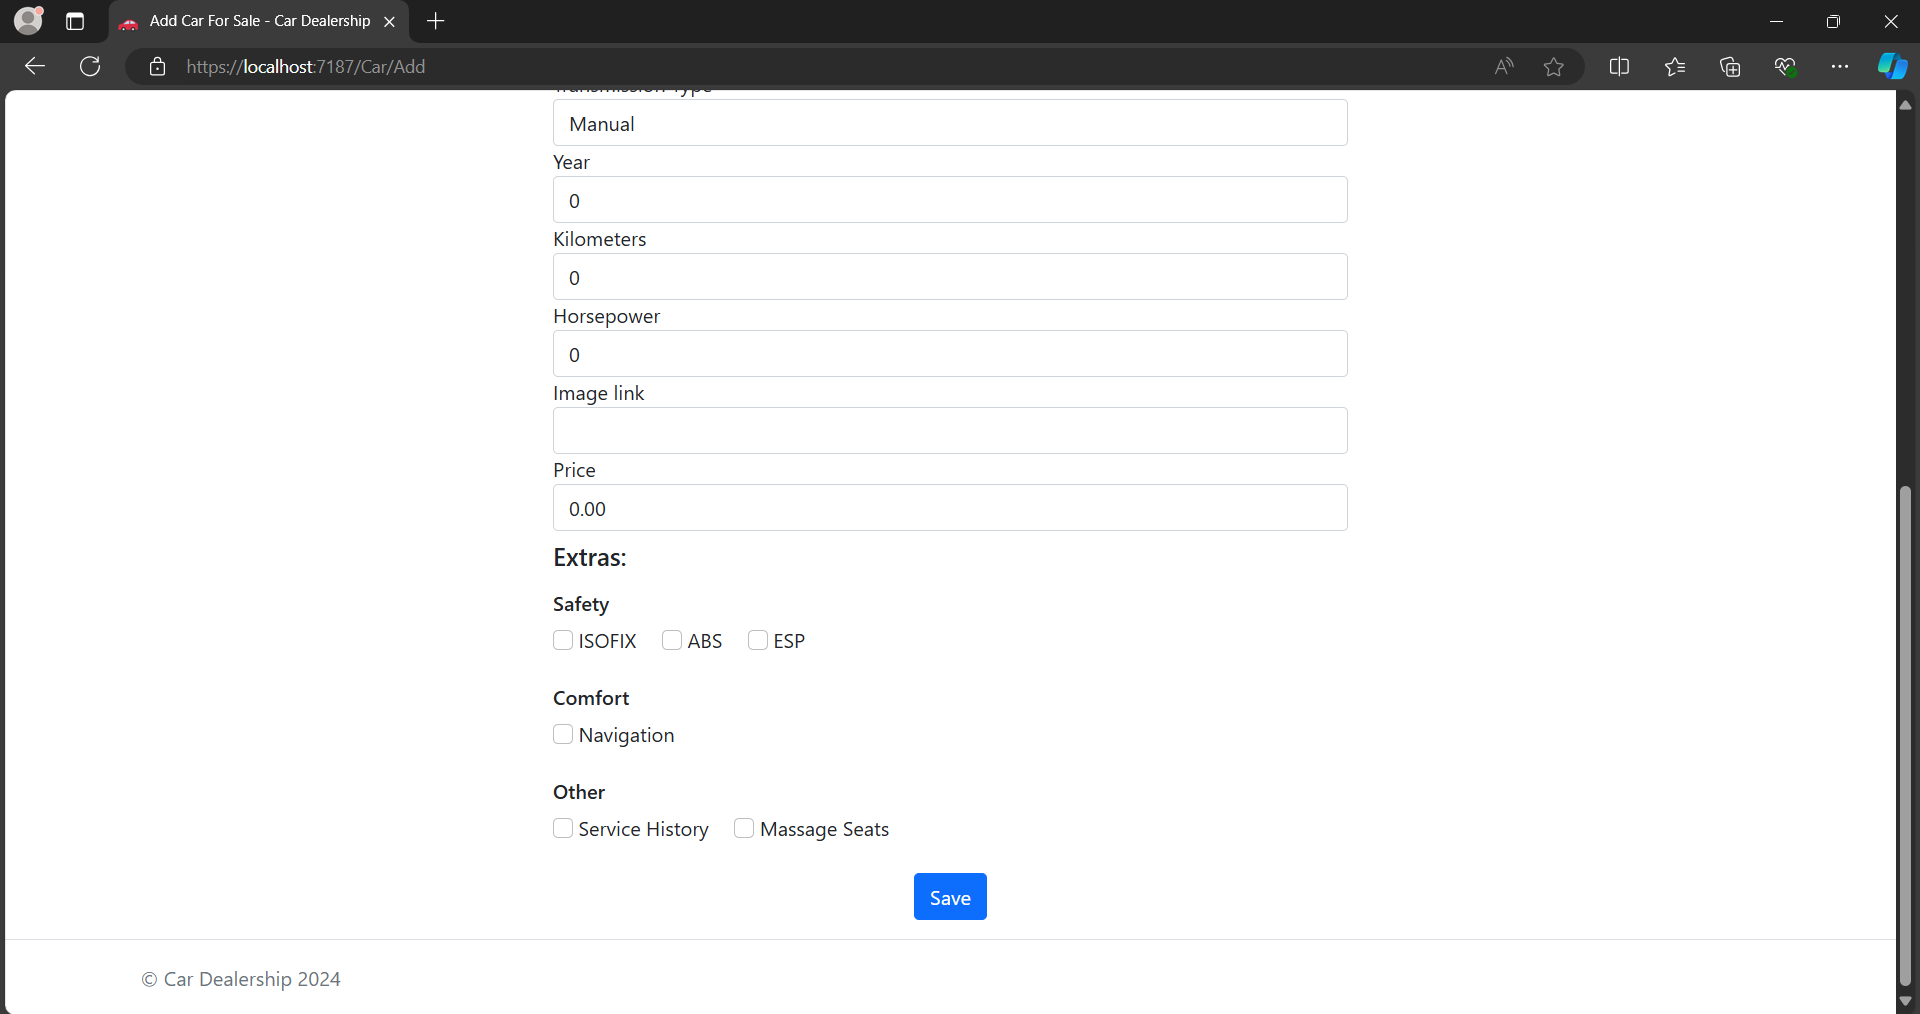 Add Car For Sale - Car Dealership
https://localhost:7187/Car/Add
Transmission Type
Manual
Year
0
Kilometers
0
Horsepower
0
Image link
Price
0.00
Extras:
Safety
ISOFIX ABS ESP
Comfort
Navigation
Other
Service History Massage Seats
Save
© Car Dealership 2024